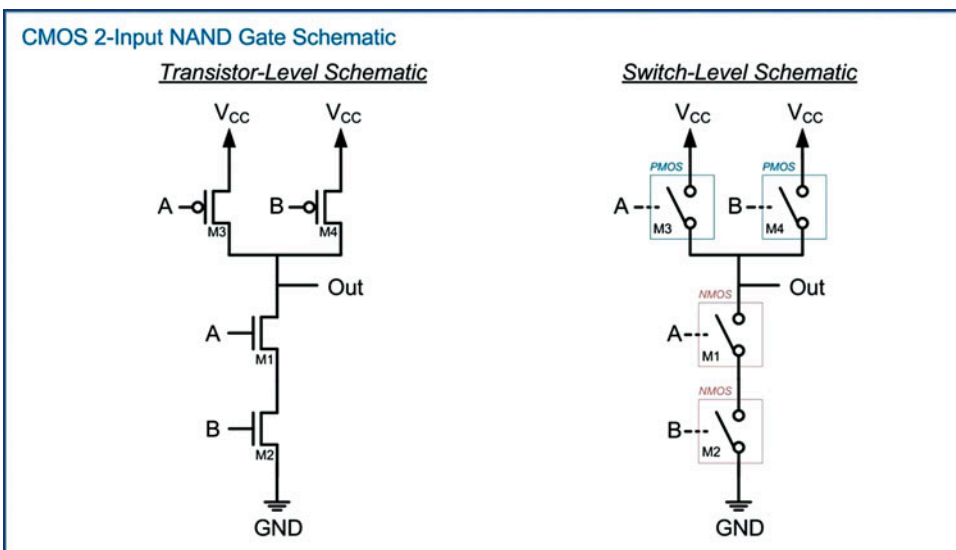 CMOS 2-Input NAND Gate Schematic
Transistor-Level Schematic
VCC
VCC
A
M3
B
M4
Out
A
M1
B
M2
GND
Switch-Level Schematic
VCC
VCC
PMOS
A
M3
PMOS
B
M4
Out
NMOS
A
M1
NMOS
B
M2
GND